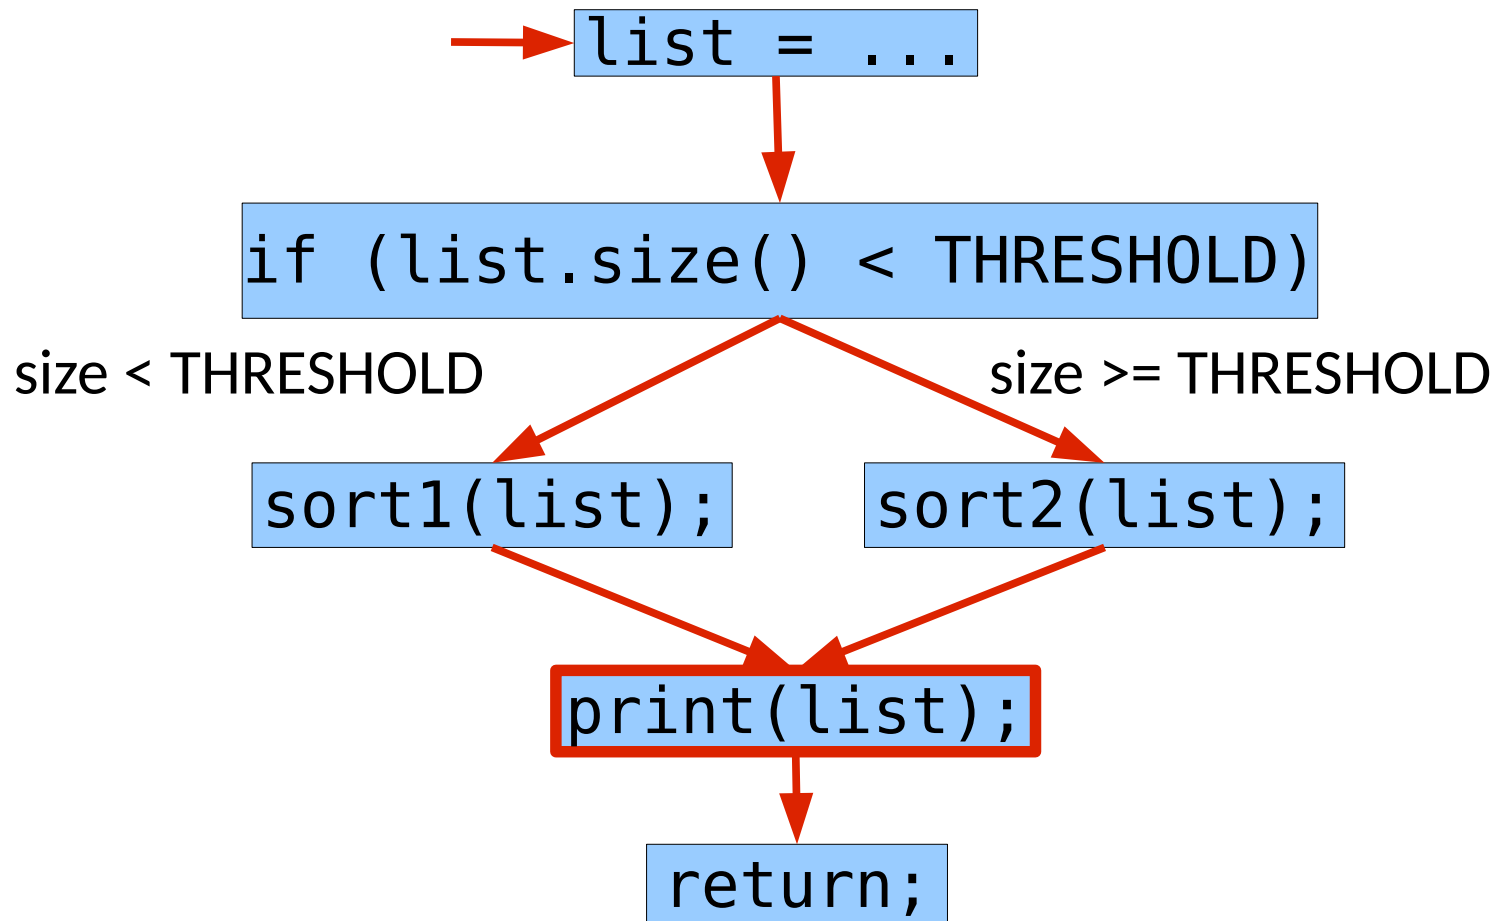 list = ...
if (list.size() < THRESHOLD)
size < THRESHOLD
size >= THRESHOLD
sort1(list);
sort2(list);
print(list);
return;